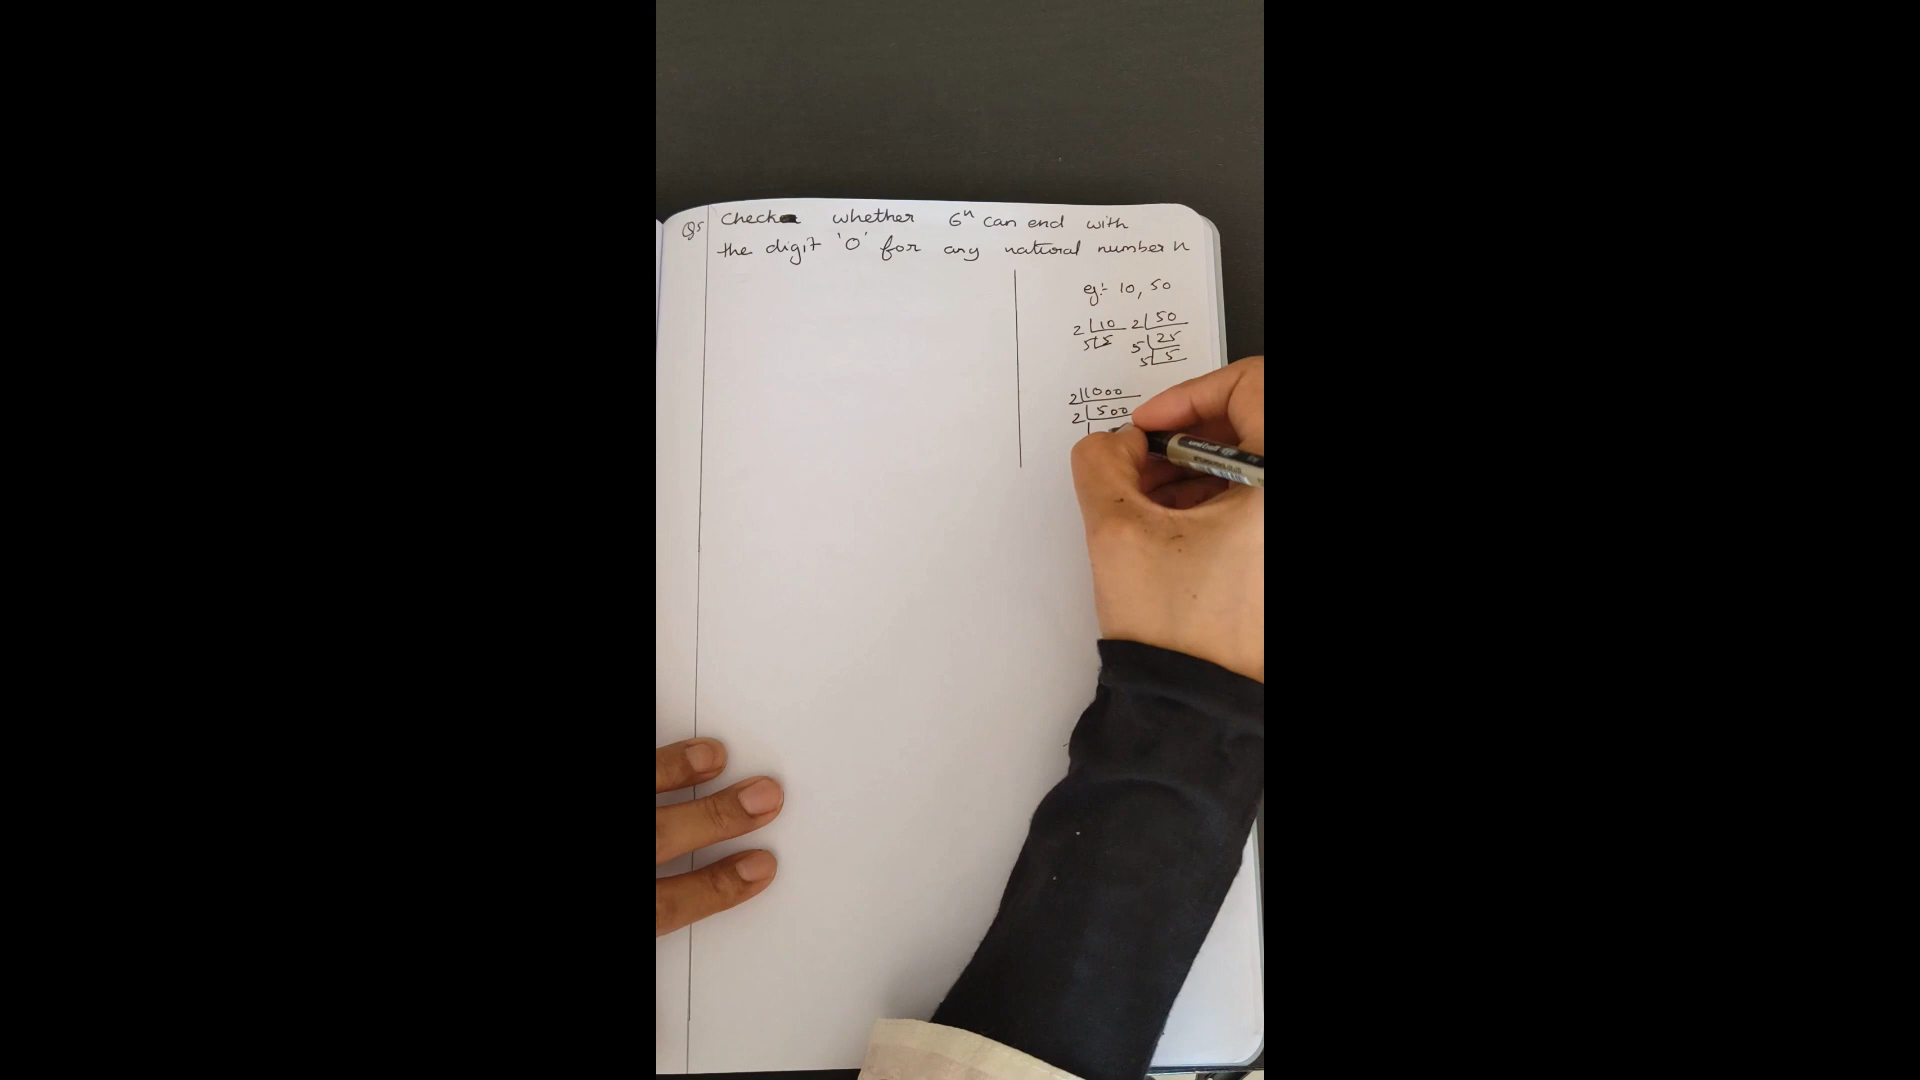 Q5 Check whether 6ⁿ can end with
the digit '0' for any natural number n
eg:- 10, 50
2 10 2 50
5 5 5 25
5 5
2 1000
2 500